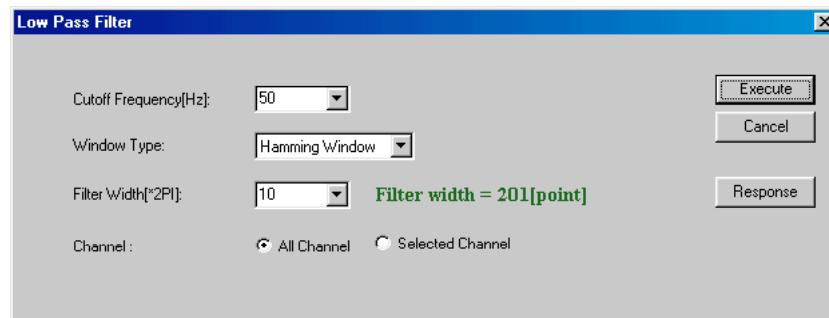 Low Pass Filter
Cutoff Frequency[Hz]: 50 Execute
Cancel
Window Type: Hamming Window
Filter Width[*2PI]: 10 Filter width = 201[point] Response
Channel : All Channel Selected Channel